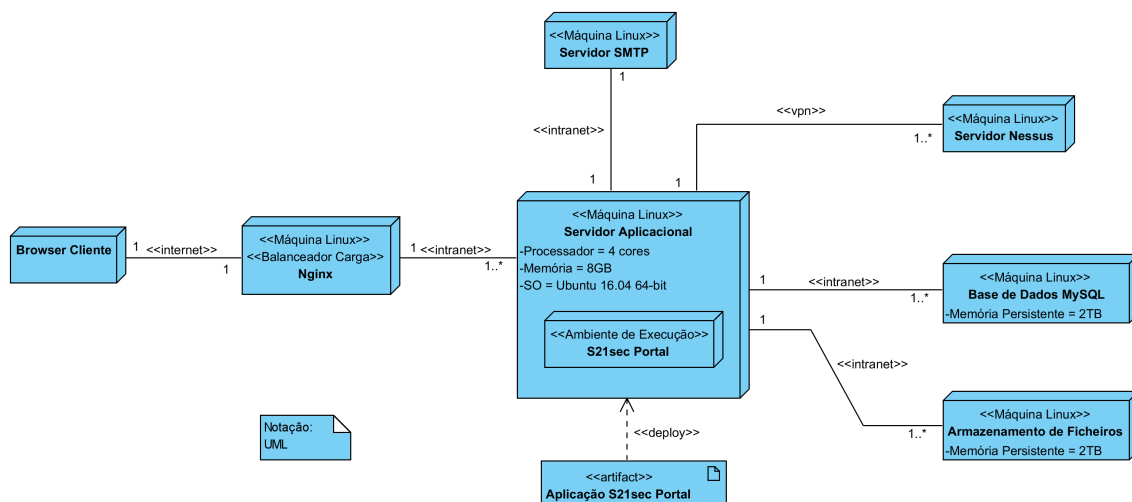 <<Máquina Linux>>
Servidor SMTP
1
<<intranet>>
1
<<vpn>>
1
1..*
<<Máquina Linux>>
Servidor Nessus
Browser Cliente
1
<<internet>>
1
<<Máquina Linux>>
<<Balanceador Carga>>
Nginx
1
<<intranet>>
1..*
<<Máquina Linux>>
Servidor Aplicacional
-Processador = 4 cores
-Memória = 8GB
-SO = Ubuntu 16.04 64-bit
<<Ambiente de Execução>>
S21sec Portal
1
<<intranet>>
1..*
<<Máquina Linux>>
Base de Dados MySQL
-Memória Persistente = 2TB
1
<<intranet>>
1..*
<<Máquina Linux>>
Armazenamento de Ficheiros
-Memória Persistente = 2TB
Notação:
UML
<<deploy>>
<<artifact>>
Aplicação S21sec Portal